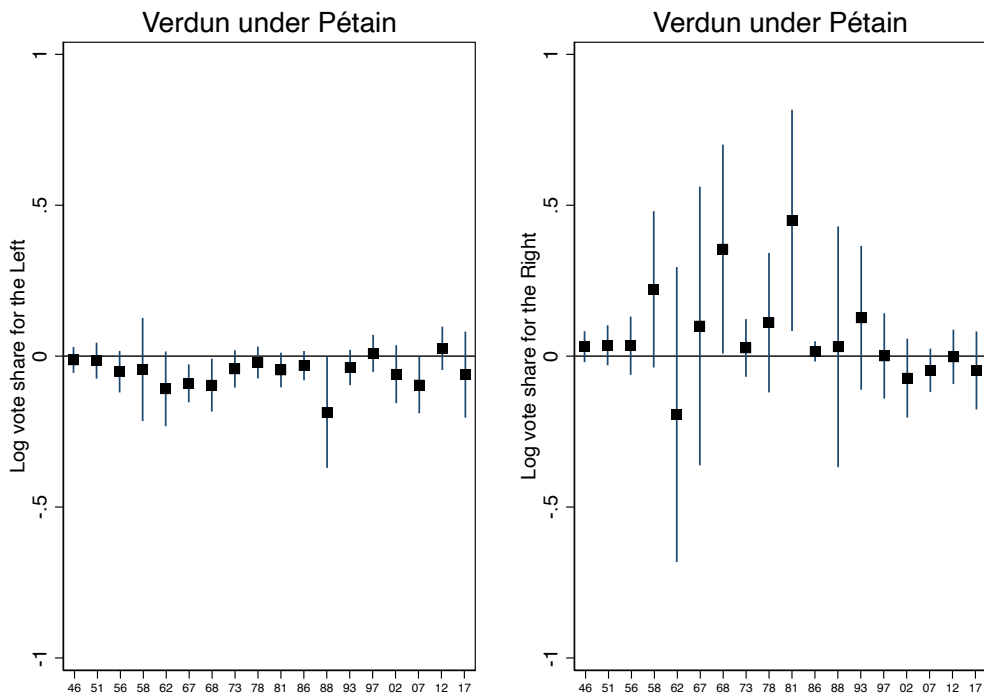 Verdun under Pétain
Log vote share for the Left
1
.5
0
-.5
-1
46 51 56 58 62 67 68 73 78 81 86 88 93 97 02 07 12 17
Verdun under Pétain
Log vote share for the Right
1
.5
0
-.5
-1
46 51 56 58 62 67 68 73 78 81 86 88 93 97 02 07 12 17